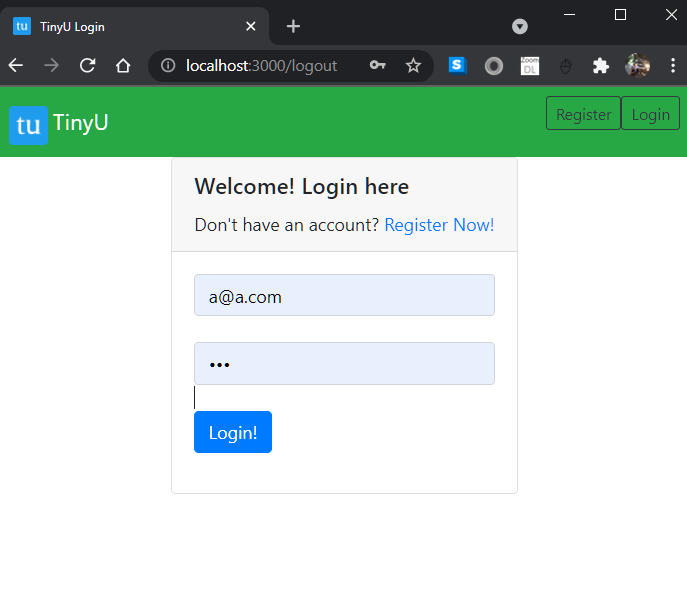 tu TinyU Login
localhost:3000/logout
S
Zoom
DL
tu TinyU
Register Login
Welcome! Login here
Don't have an account? Register Now!
a@a.com
•••
Login!